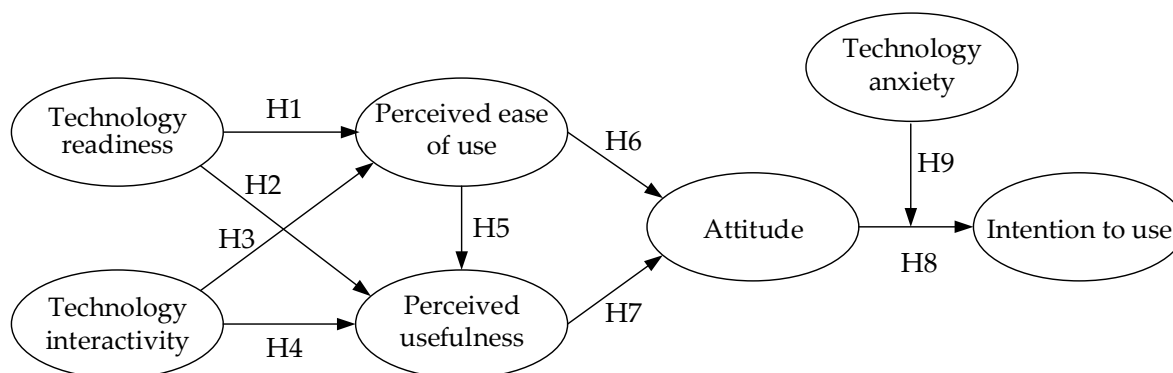 Technology
anxiety
Technology
readiness
H1
Perceived ease
of use
H6
H9
H2
H3
H5
Attitude
Intention to use
H8
Technology
interactivity
H4
Perceived
usefulness
H7